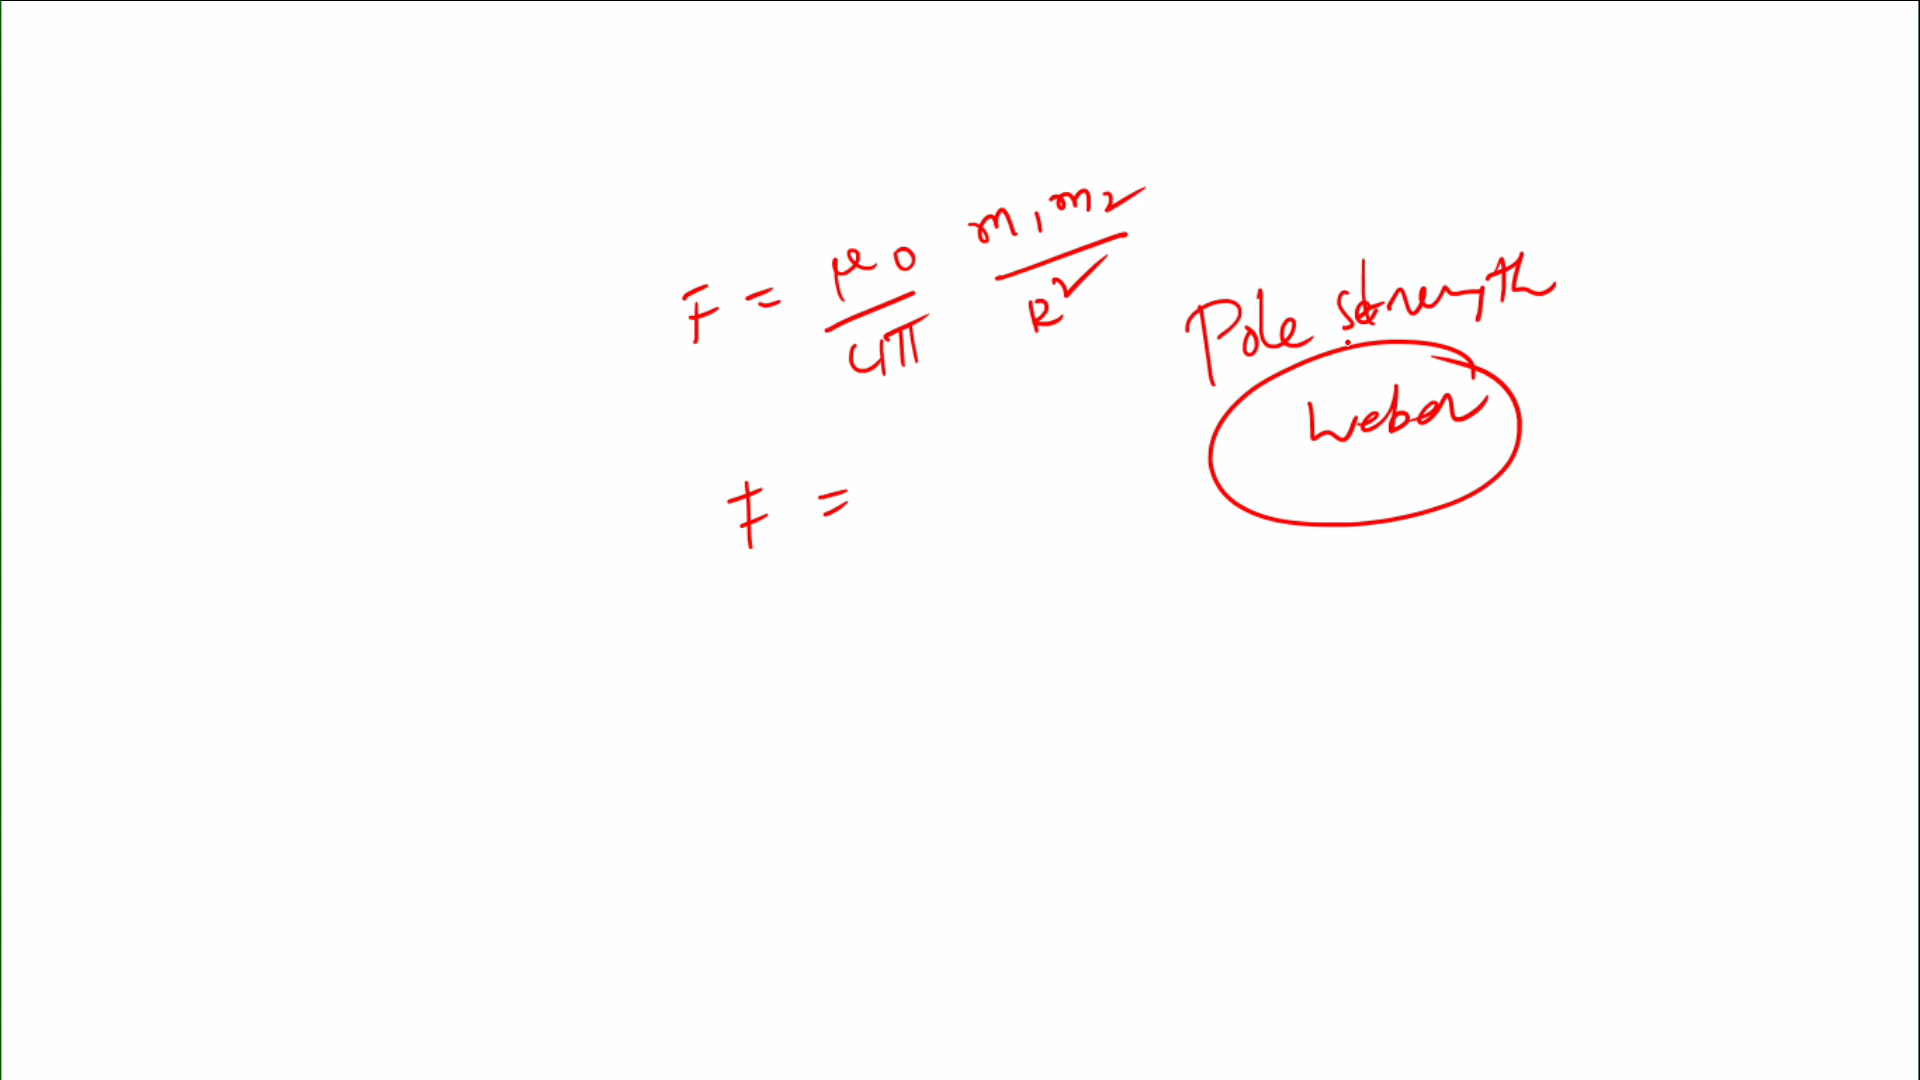 F = μ0/4π m1m2/R²
Pole strength
Weber
F =